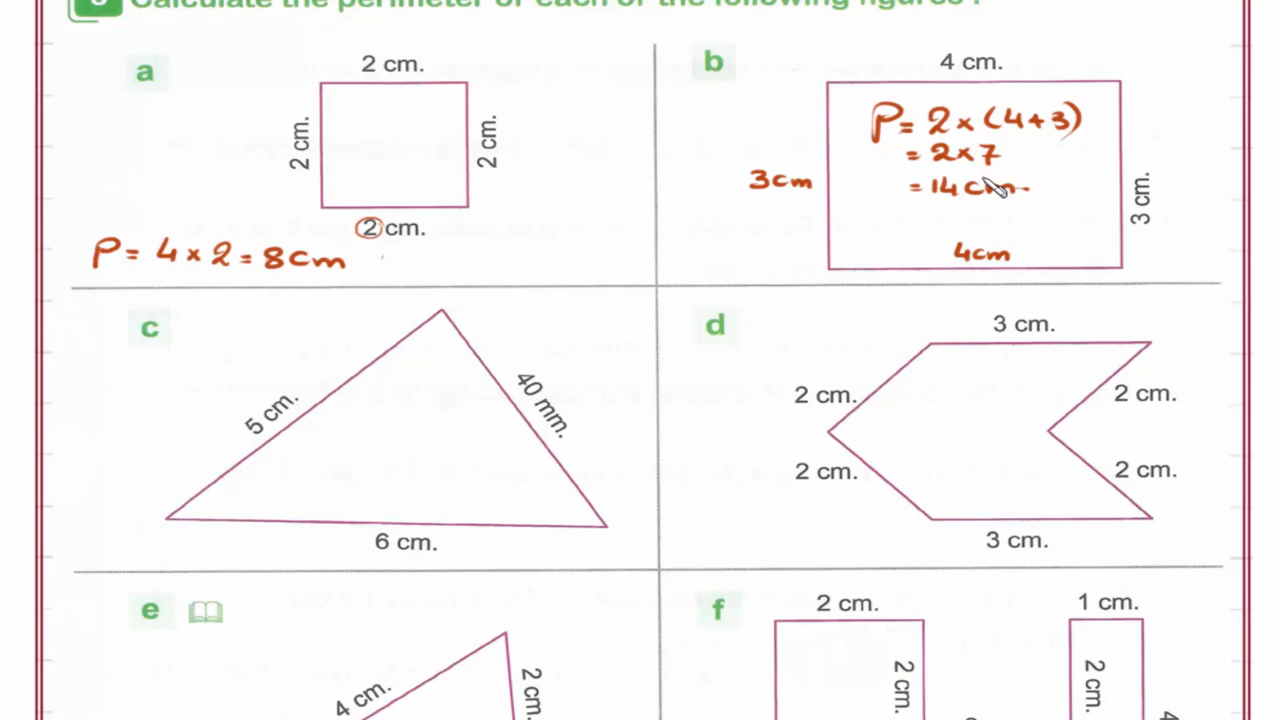 Calculate the perimeter of each of the following figures :
a
2 cm.
2 cm.
2 cm.
2 cm.
P = 4 × 2 = 8cm
b
4 cm.
P = 2 × (4+3)
= 2 × 7
= 14 cm
3cm
3 cm.
4cm
c
5 cm.
40 mm.
6 cm.
d
3 cm.
2 cm.
2 cm.
2 cm.
2 cm.
3 cm.
e
4 cm.
2 cm.
f
2 cm.
1 cm.
2 cm.
2 cm.